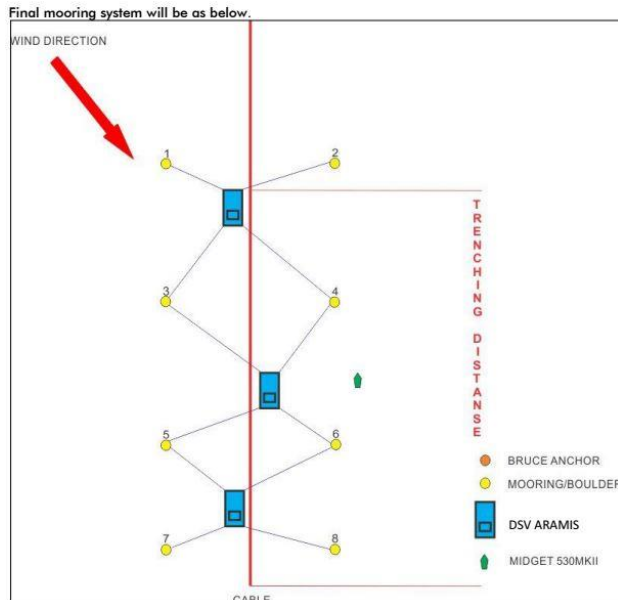 Final mooring system will be as below.
WIND DIRECTION
1
2
3
4
5
6
7
8
TRENCHING DISTANSE
BRUCE ANCHOR
MOORING/BOULDER
DSV ARAMIS
MIDGET 530MKII
CABLE